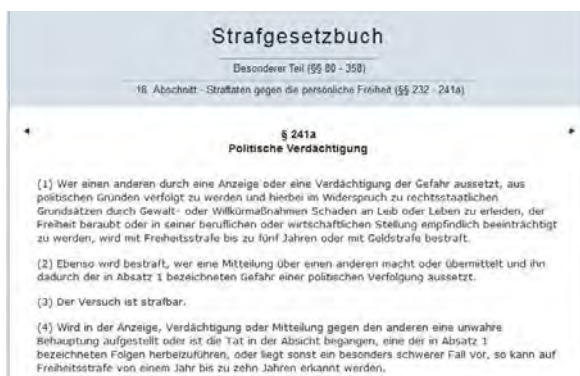 Strafgesetzbuch
Besonderer Teil (§§ 80 - 358)
18. Abschnitt - Straftaten gegen die persönliche Freiheit (§§ 232 - 241a)
§ 241a
Politische Verdächtigung
(1) Wer einen anderen durch eine Anzeige oder eine Verdächtigung der Gefahr aussetzt, aus
politischen Gründen verfolgt zu werden und hierbei im Widerspruch zu rechtsstaatlichen
Grundsätzen durch Gewalt- oder Willkürmaßnahmen Schaden an Leib oder Leben zu erleiden, der
Freiheit beraubt oder in seiner beruflichen oder wirtschaftlichen Stellung empfindlich beeinträchtigt
zu werden, wird mit Freiheitsstrafe bis zu fünf Jahren oder mit Geldstrafe bestraft.
(2) Ebenso wird bestraft, wer eine Mitteilung über einen anderen macht oder übermittelt und ihn
dadurch der in Absatz 1 bezeichneten Gefahr einer politischen Verfolgung aussetzt.
(3) Der Versuch ist strafbar.
(4) Wird in der Anzeige, Verdächtigung oder Mitteilung gegen den anderen eine unwahre
Behauptung aufgestellt oder ist die Tat in der Absicht begangen, eine der in Absatz 1
bezeichneten Folgen herbeizuführen, oder liegt sonst ein besonders schwerer Fall vor, so kann auf
Freiheitsstrafe von einem Jahr bis zu zehn Jahren erkannt werden.